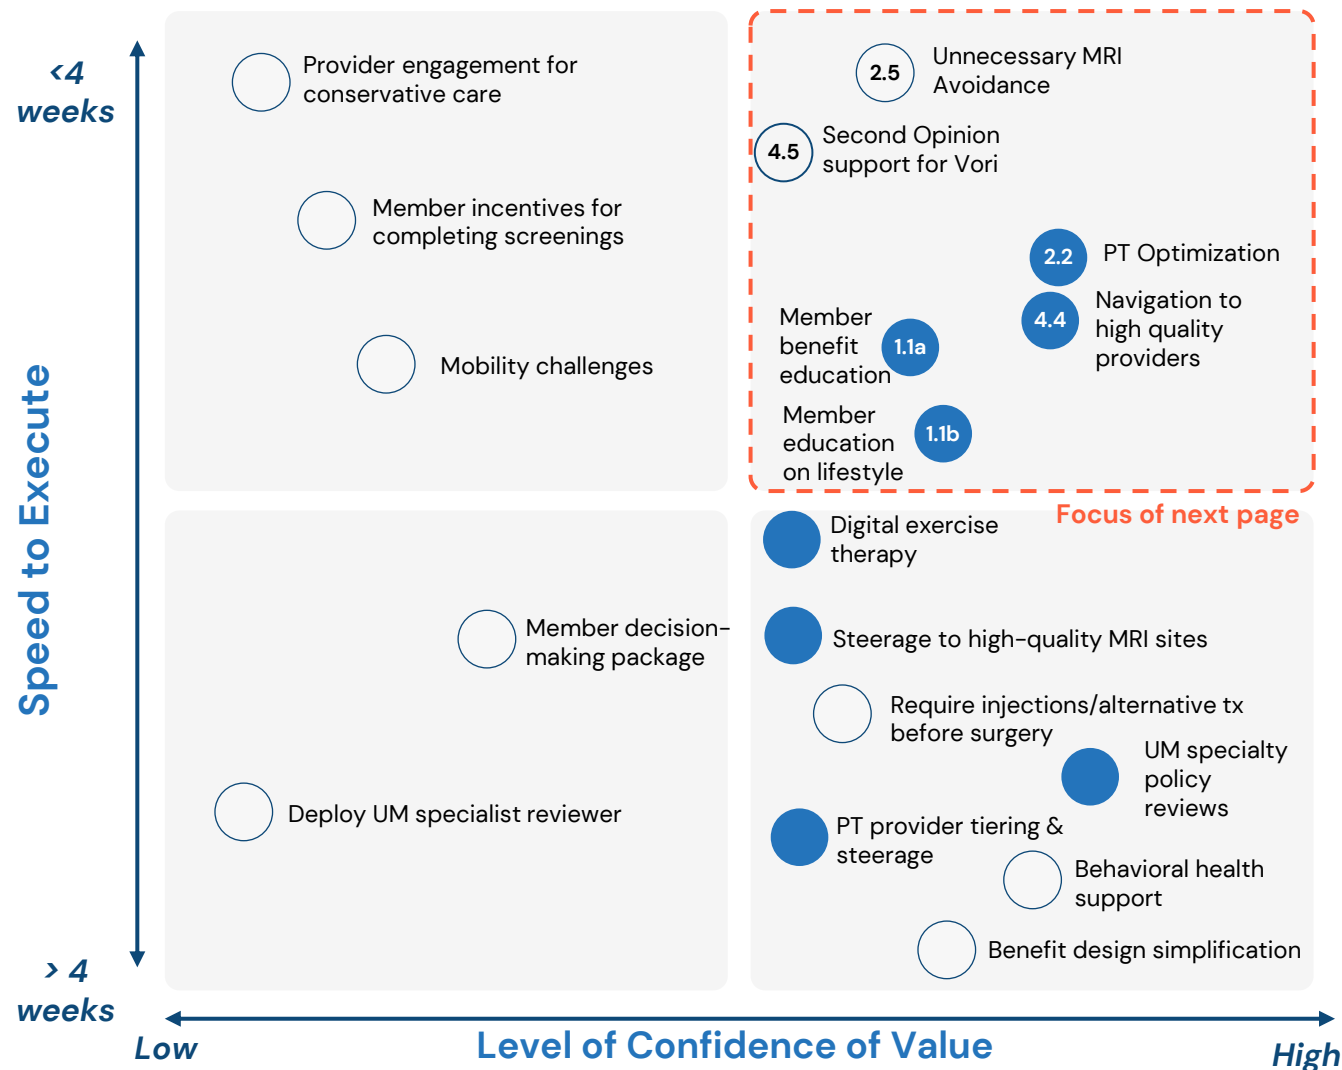 <4
weeks
Provider engagement for
conservative care
Member incentives for
completing screenings
Mobility challenges
2.5
Unnecessary MRI
Avoidance
4.5
Second Opinion
support for Vori
2.2
PT Optimization
4.4
Navigation to
high quality
providers
Member
benefit
education
1.1a
Member
education
on lifestyle
1.1b
Focus of next page
Speed to Execute
Member decision-
making package
Deploy UM specialist reviewer
Digital exercise
therapy
Steerage to high-quality MRI sites
Require injections/alternative tx
before surgery
UM specialty
policy
reviews
PT provider tiering &
steerage
Behavioral health
support
Benefit design simplification
> 4
weeks
Low
Level of Confidence of Value
High